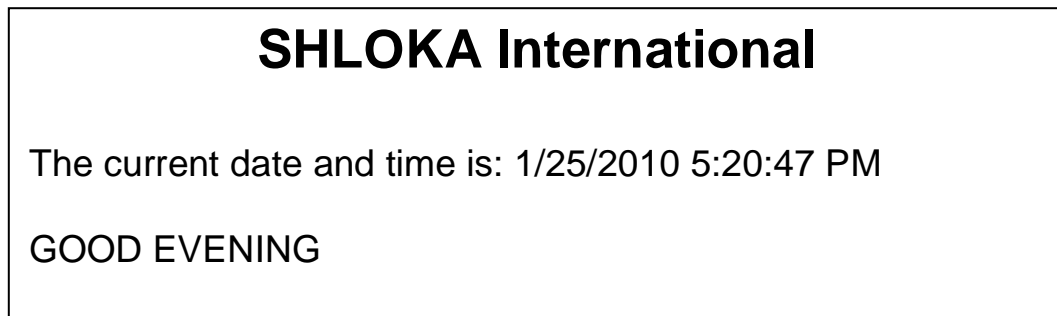 SHLOKA International
The current date and time is: 1/25/2010 5:20:47 PM
GOOD EVENING